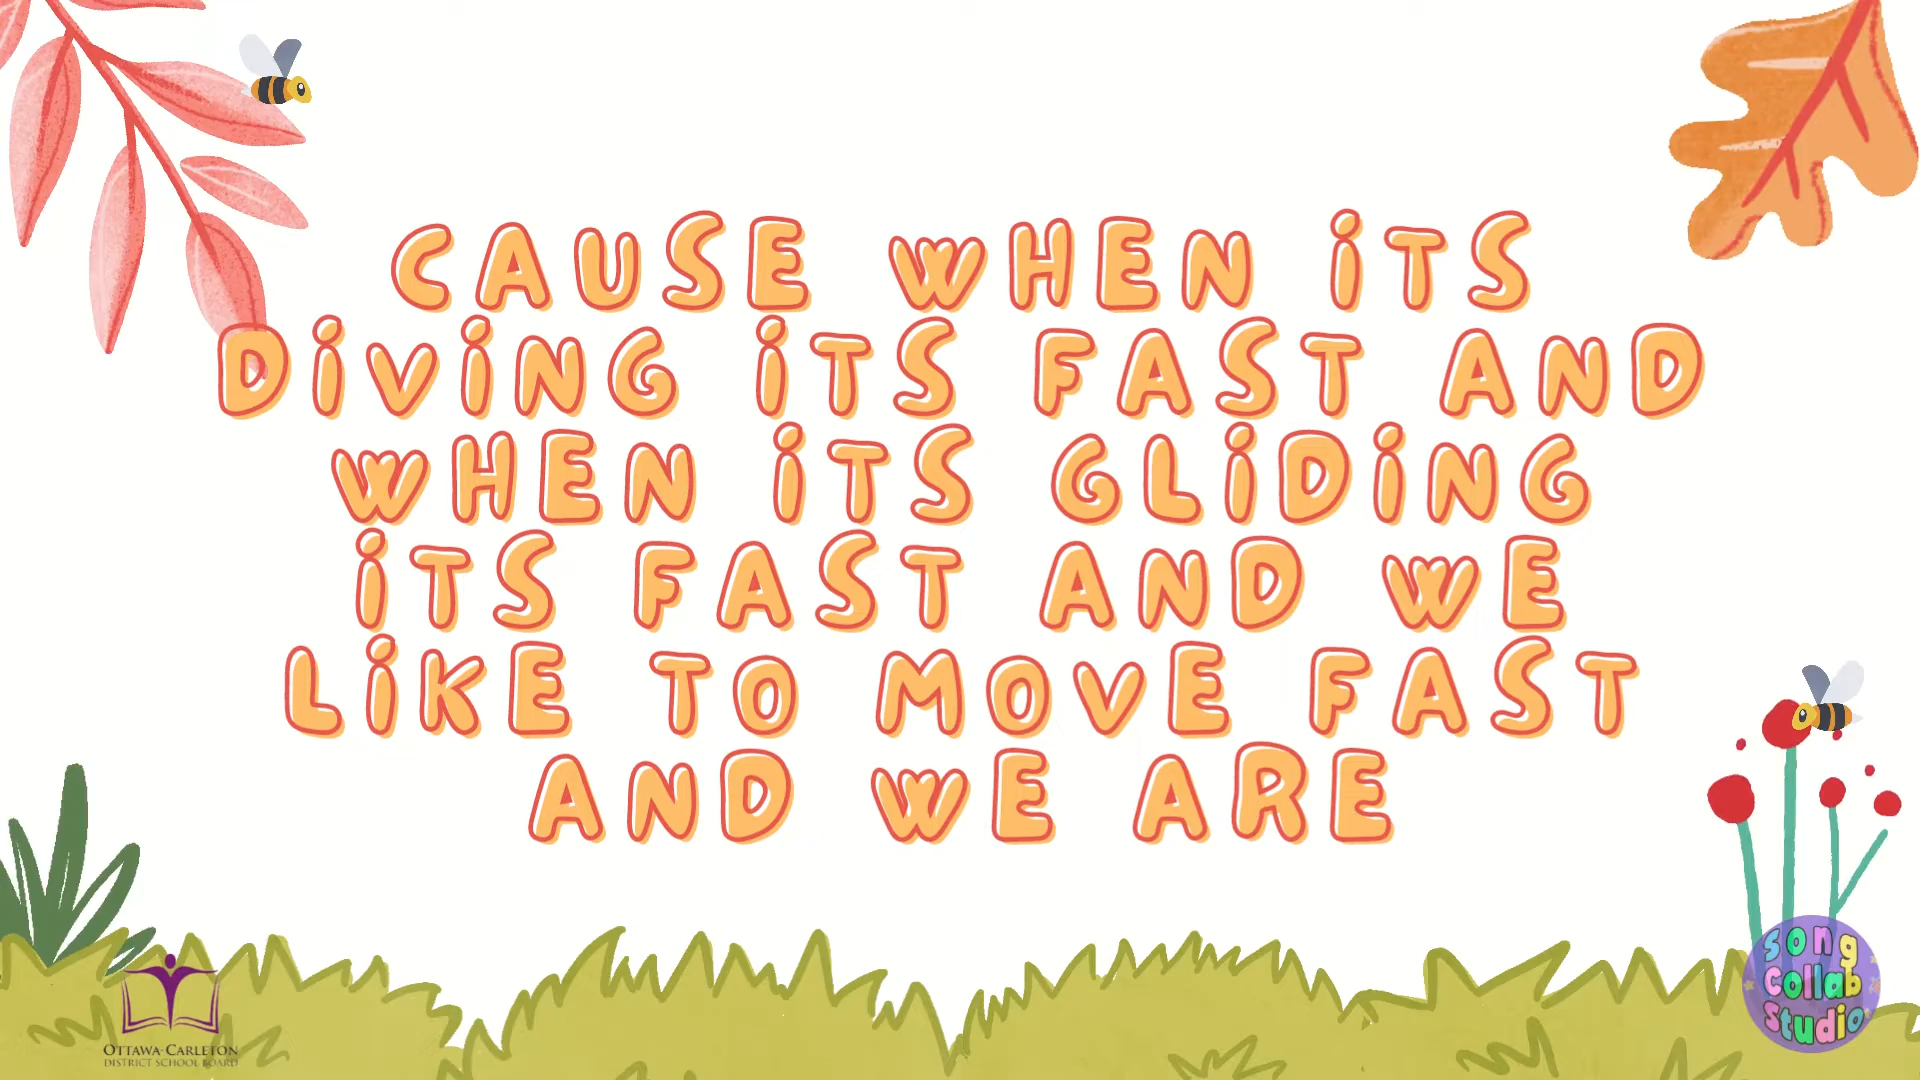 CAUSE WHEN ITS
DIVING ITS FAST AND
WHEN ITS GLIDING
ITS FAST AND WE
LIKE TO MOVE FAST
AND WE ARE
OTTAWA-CARLETON
DISTRICT SCHOOL BOARD
Song
Collab
Studio